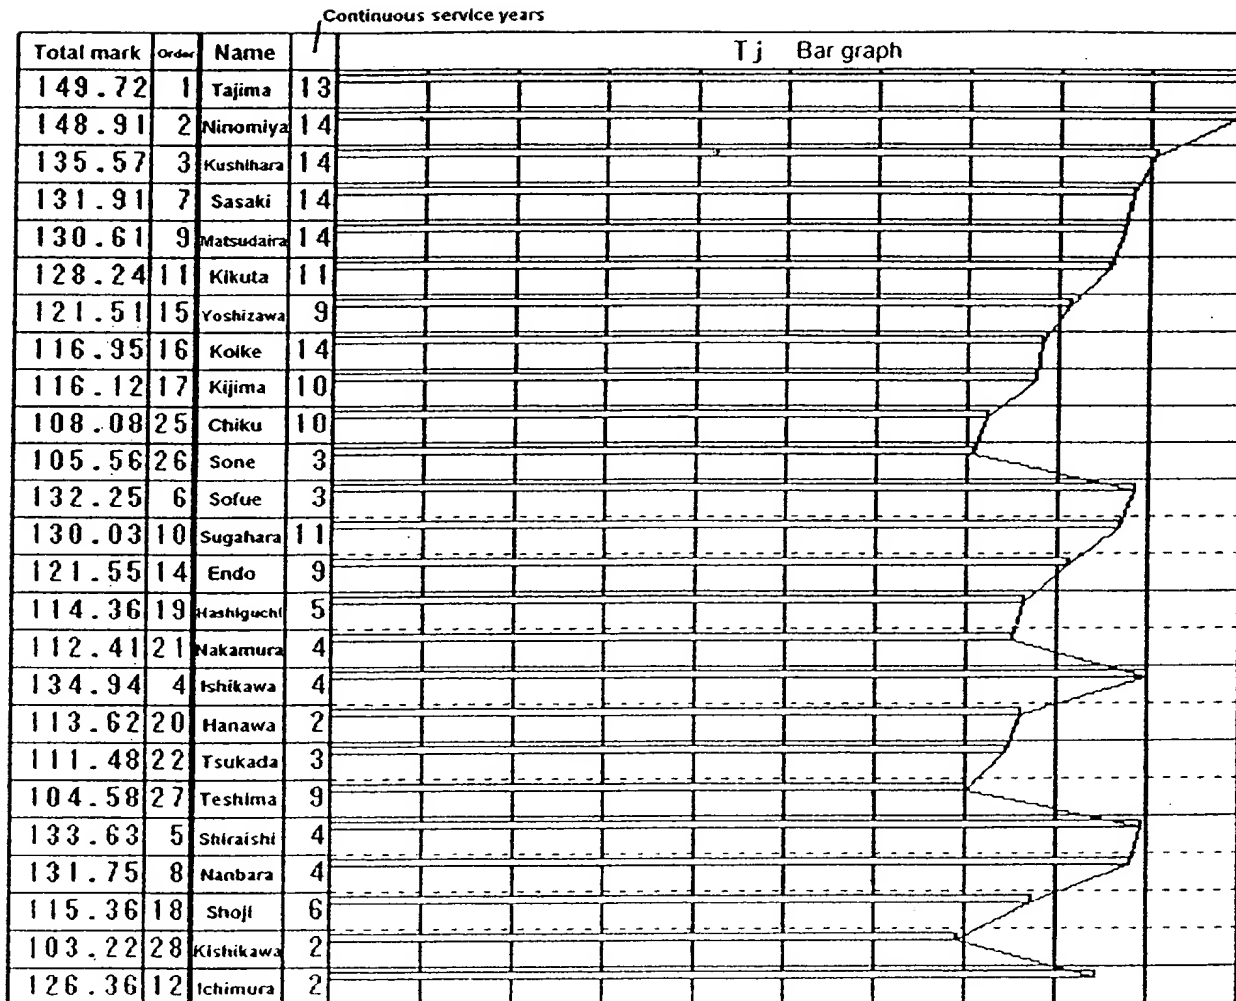 Continuous service years
Total mark Order Name Tj Bar graph
149.72 1 Tajima 13
148.91 2 Ninomiya 14
135.57 3 Kushihara 14
131.91 7 Sasaki 14
130.61 9 Matsudaira 14
128.24 11 Kikuta 11
121.51 15 Yoshizawa 9
116.95 16 Koike 14
116.12 17 Kijima 10
108.08 25 Chiku 10
105.56 26 Sone 3
132.25 6 Sofue 3
130.03 10 Sugahara 11
121.55 14 Endo 9
114.36 19 Hashiguchi 5
112.41 21 Nakamura 4
134.94 4 Ishikawa 4
113.62 20 Hanawa 2
111.48 22 Tsukada 3
104.58 27 Teshima 9
133.63 5 Shiraishi 4
131.75 8 Nanbara 4
115.36 18 Shoji 6
103.22 28 Kishikawa 2
126.36 12 Ichimura 2